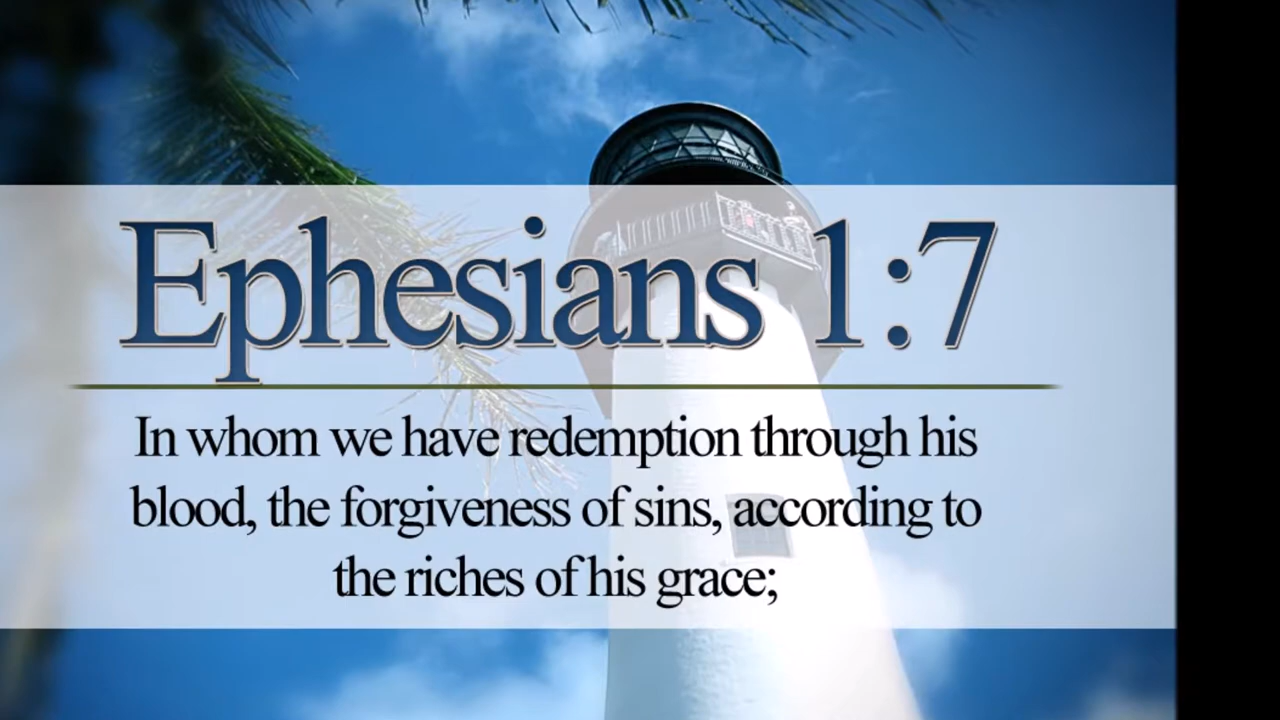 Ephesians 1:7
In whom we have redemption through his
blood, the forgiveness of sins, according to
the riches of his grace;